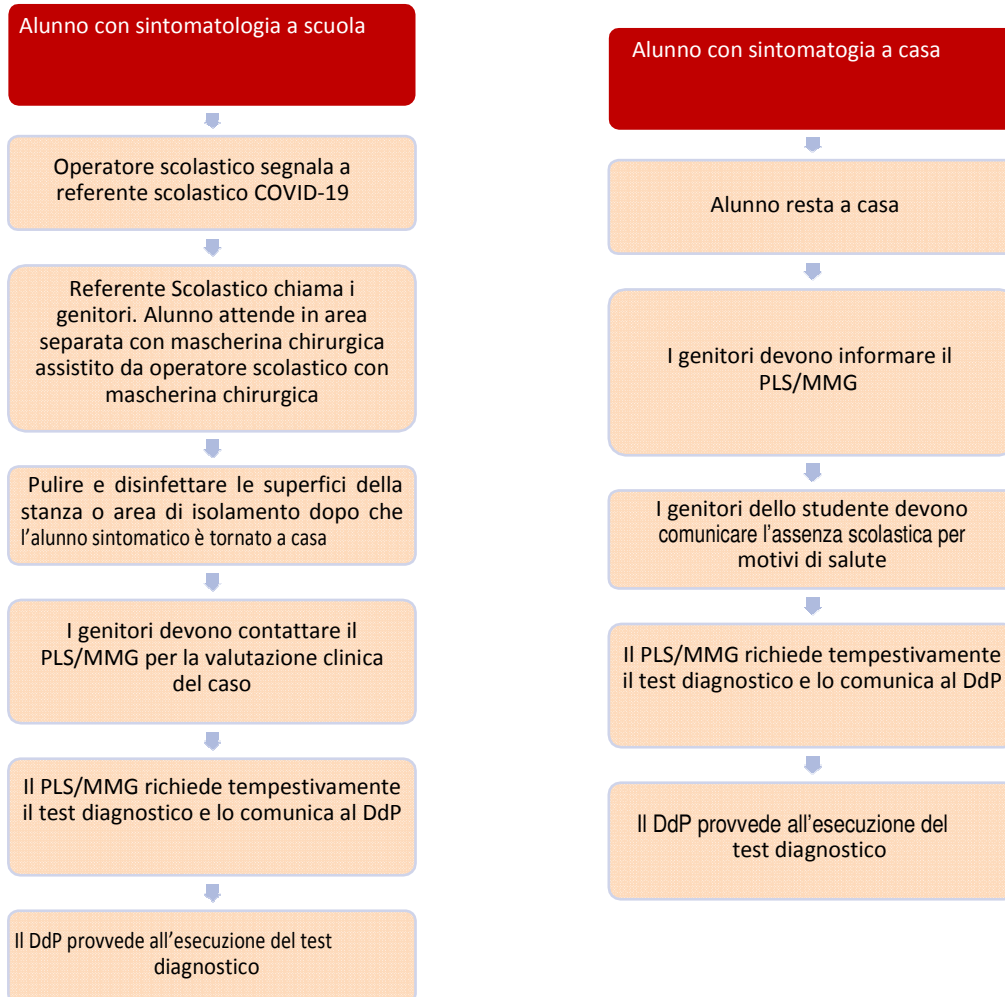 Alunno con sintomatologia a scuola
Operatore scolastico segnala a
referente scolastico COVID-19
Referente Scolastico chiama i
genitori. Alunno attende in area
separata con mascherina chirurgica
assistito da operatore scolastico con
mascherina chirurgica
Pulire e disinfettare le superfici della
stanza o area di isolamento dopo che
l’alunno sintomatico è tornato a casa
I genitori devono contattare il
PLS/MMG per la valutazione clinica
del caso
Il PLS/MMG richiede tempestivamente
il test diagnostico e lo comunica al DdP
Il DdP provvede all’esecuzione del test
diagnostico
Alunno con sintomatogia a casa
Alunno resta a casa
I genitori devono informare il
PLS/MMG
I genitori dello studente devono
comunicare l’assenza scolastica per
motivi di salute
Il PLS/MMG richiede tempestivamente
il test diagnostico e lo comunica al DdP
Il DdP provvede all’esecuzione del
test diagnostico